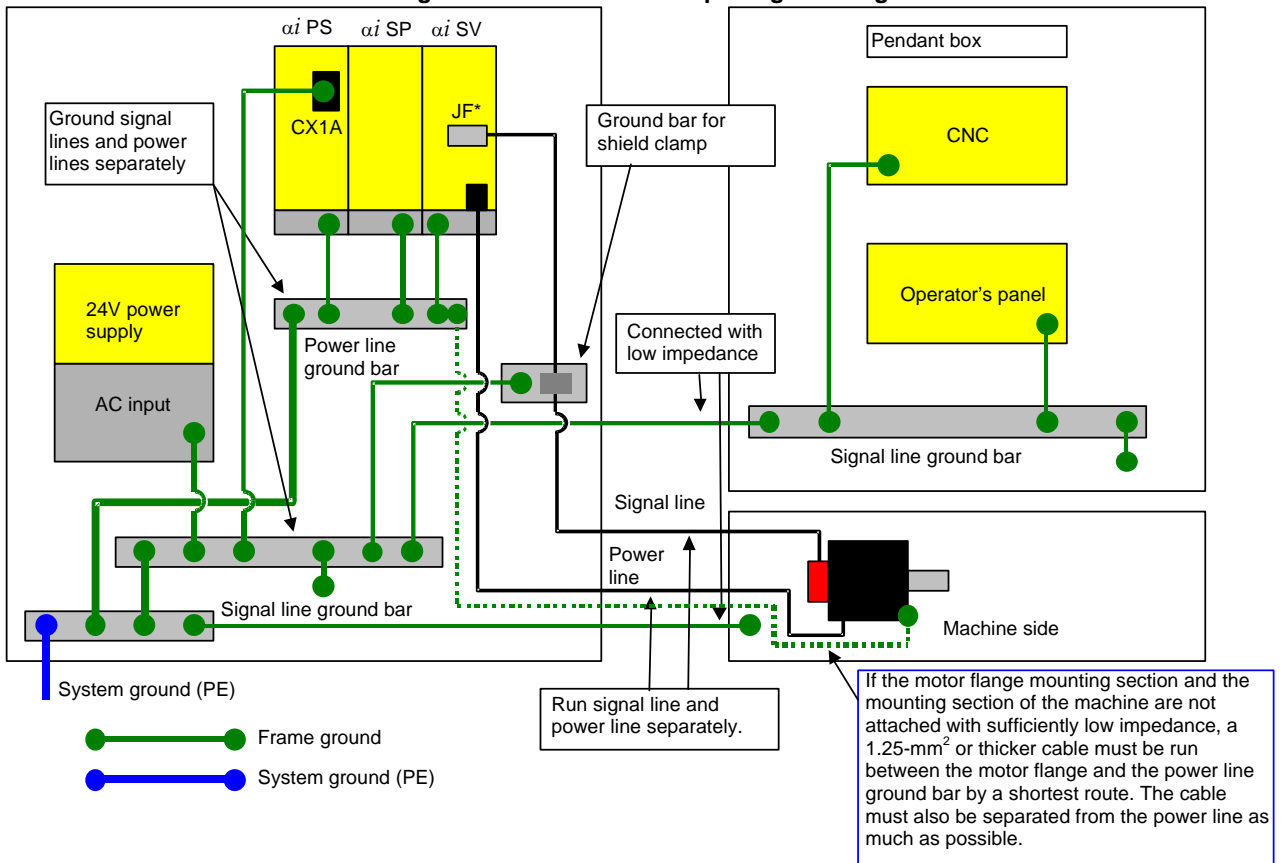 αi PS
αi SP
αi SV
Pendant box
Ground signal
lines and power
lines separately
CX1A
JF*
Ground bar for
shield clamp
CNC
24V power
supply
AC input
Power line
ground bar
Connected with
low impedance
Operator's panel
Signal line ground bar
Signal line
Power
line
Signal line ground bar
Machine side
System ground (PE)
Run signal line and
power line separately.
If the motor flange mounting section and the
mounting section of the machine are not
attached with sufficiently low impedance, a
1.25-mm² or thicker cable must be run
between the motor flange and the power line
ground bar by a shortest route. The cable
must also be separated from the power line as
much as possible.
Frame ground
System ground (PE)